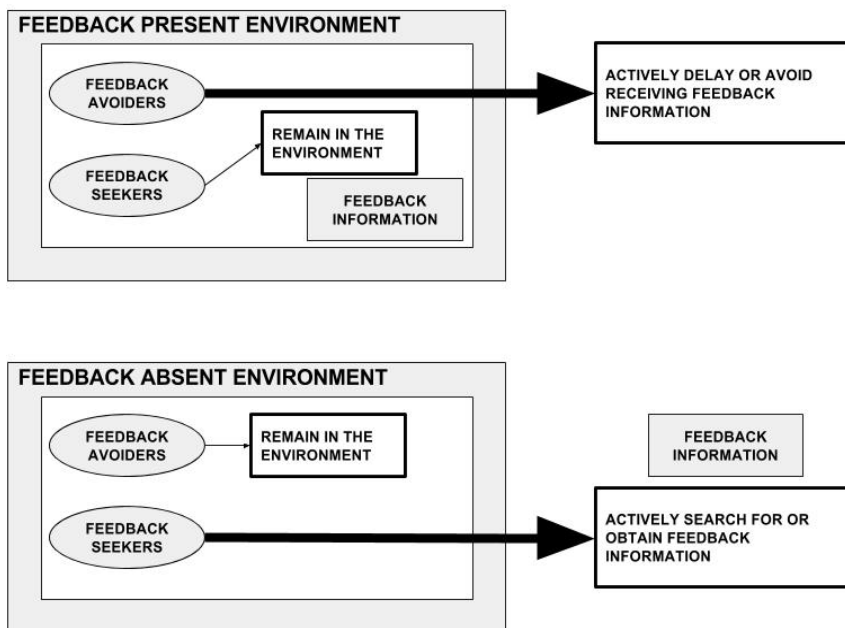 FEEDBACK PRESENT ENVIRONMENT
FEEDBACK
AVOIDERS
ACTIVELY DELAY OR AVOID
RECEIVING FEEDBACK
INFORMATION
REMAIN IN THE
ENVIRONMENT
FEEDBACK
SEEKERS
FEEDBACK
INFORMATION
FEEDBACK ABSENT ENVIRONMENT
FEEDBACK
AVOIDERS
REMAIN IN THE
ENVIRONMENT
FEEDBACK
INFORMATION
FEEDBACK
SEEKERS
ACTIVELY SEARCH FOR OR
OBTAIN FEEDBACK
INFORMATION